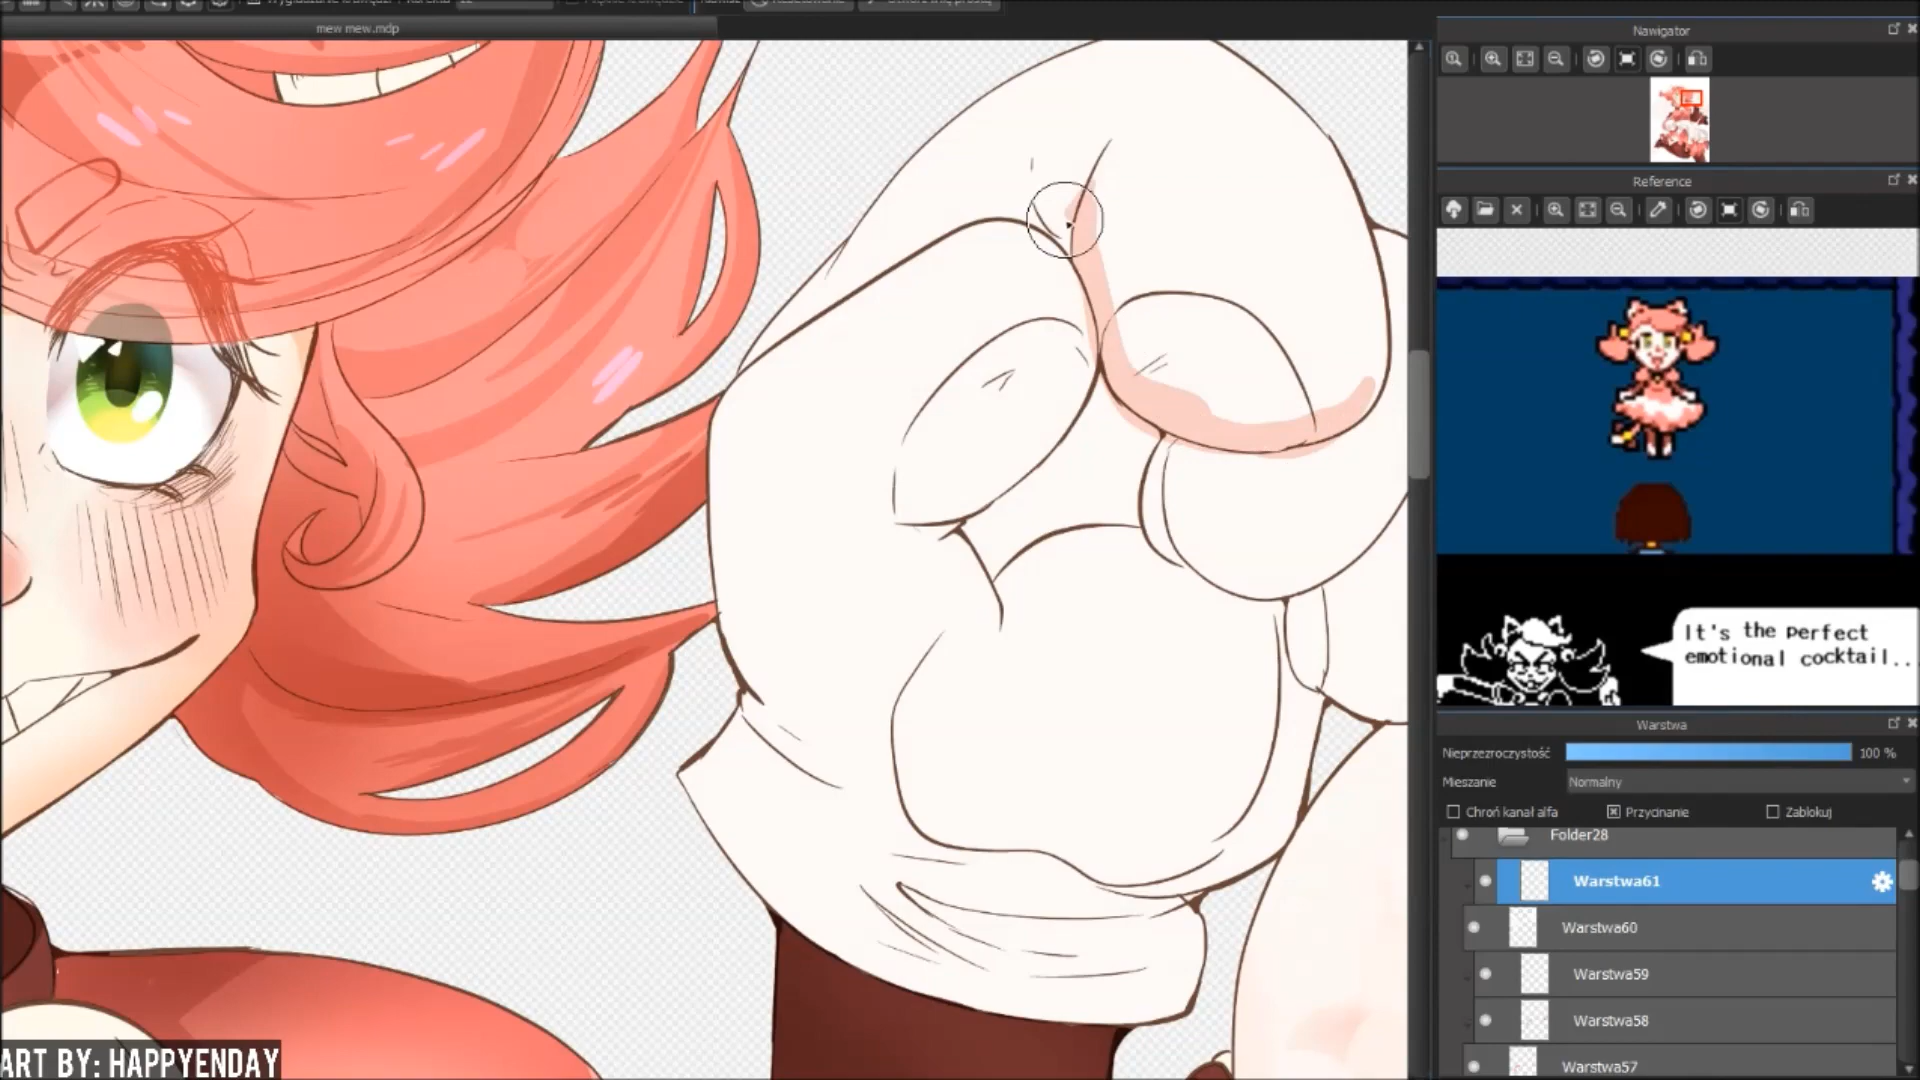 mew mew.mdp
Nawigator
Reference
It's the perfect
emotional cocktail..
Warstwa
Nieprzezroczystość 100 %
Mieszanie Normalny
Chroń kanał alfa Przycinanie Zablokuj
Folder28
Warstwa61
Warstwa60
Warstwa59
Warstwa58
Warstwa57
ART BY: HAPPYENDAY